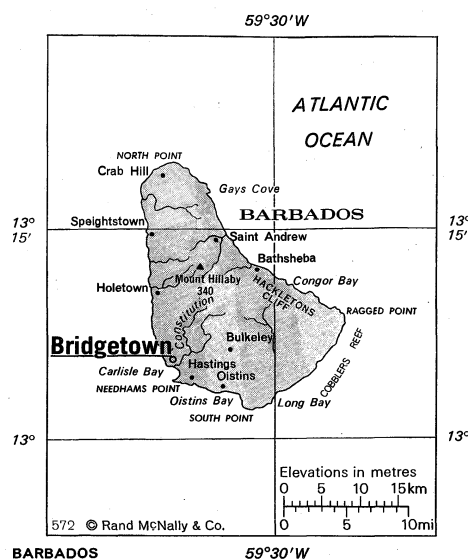 59°30'W
ATLANTIC
OCEAN
NORTH POINT
Crab Hill
Gays Cove
BARBADOS
13°
15'
13°
15'
Speightstown
Saint Andrew
Bathsheba
Mount Hillaby
340
HACKLETONS
CLIFF
Congor Bay
Holetown
Constitution
RAGGED POINT
Bulkeley
Bridgetown
COBBLERS REEF
Carlisle Bay
Hastings
NEEDHAMS POINT
Oistins
Oistins Bay
Long Bay
SOUTH POINT
13°
13°
Elevations in metres
0 5 10 15km
0 5 10mi
572 © Rand McNally & Co.
BARBADOS
59°30'W